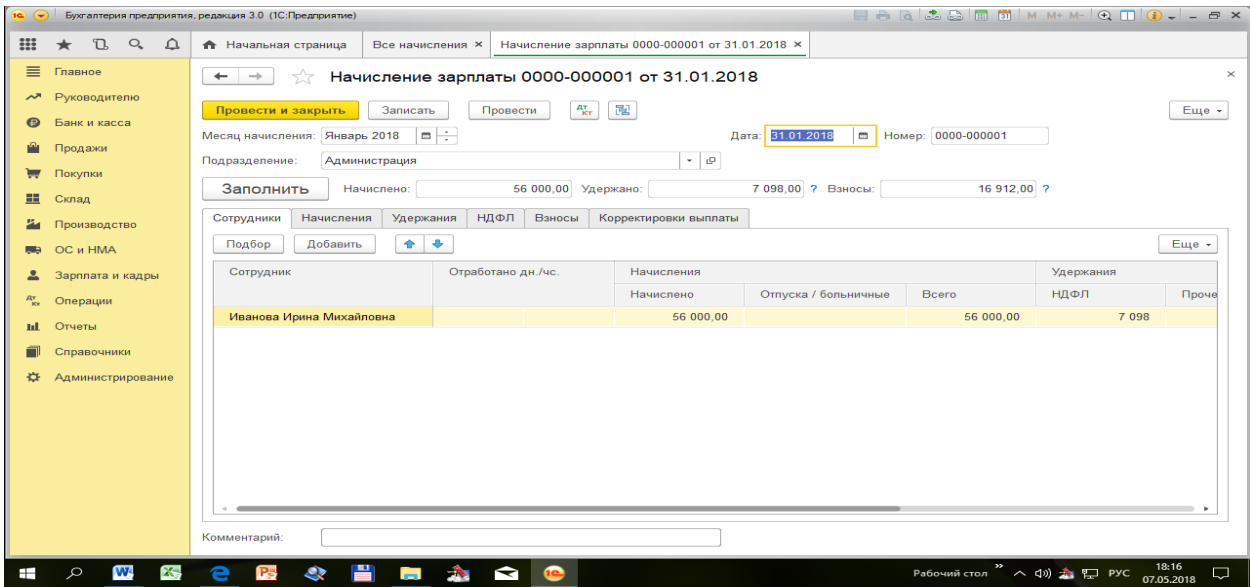 Бухгалтерия предприятия, редакция 3.0 (1С:Предприятие) M M+ M-
Начальная страница Все начисления × Начисление зарплаты 0000-000001 от 31.01.2018 ×
Главное
Руководителю
Банк и касса
Продажи
Покупки
Склад
Производство
ОС и НМА
Зарплата и кадры
Операции
Отчеты
Справочники
Администрирование
Начисление зарплаты 0000-000001 от 31.01.2018
Провести и закрыть Записать Провести Дт Кт Еще
Месяц начисления: Январь 2018 Дата: 31.01.2018 Номер: 0000-000001
Подразделение: Администрация
Заполнить Начислено: 56 000,00 Удержано: 7 098,00 ? Взносы: 16 912,00 ?
Сотрудники Начисления Удержания НДФЛ Взносы Корректировки выплаты
Подбор Добавить Еще
Сотрудник Отработано дн./чс. Начисления Удержания
Начислено Отпуска / больничные Всего НДФЛ Проче
Иванова Ирина Михайловна 56 000,00 56 000,00 7 098
Комментарий:
Рабочий стол РУС 18:16
07.05.2018